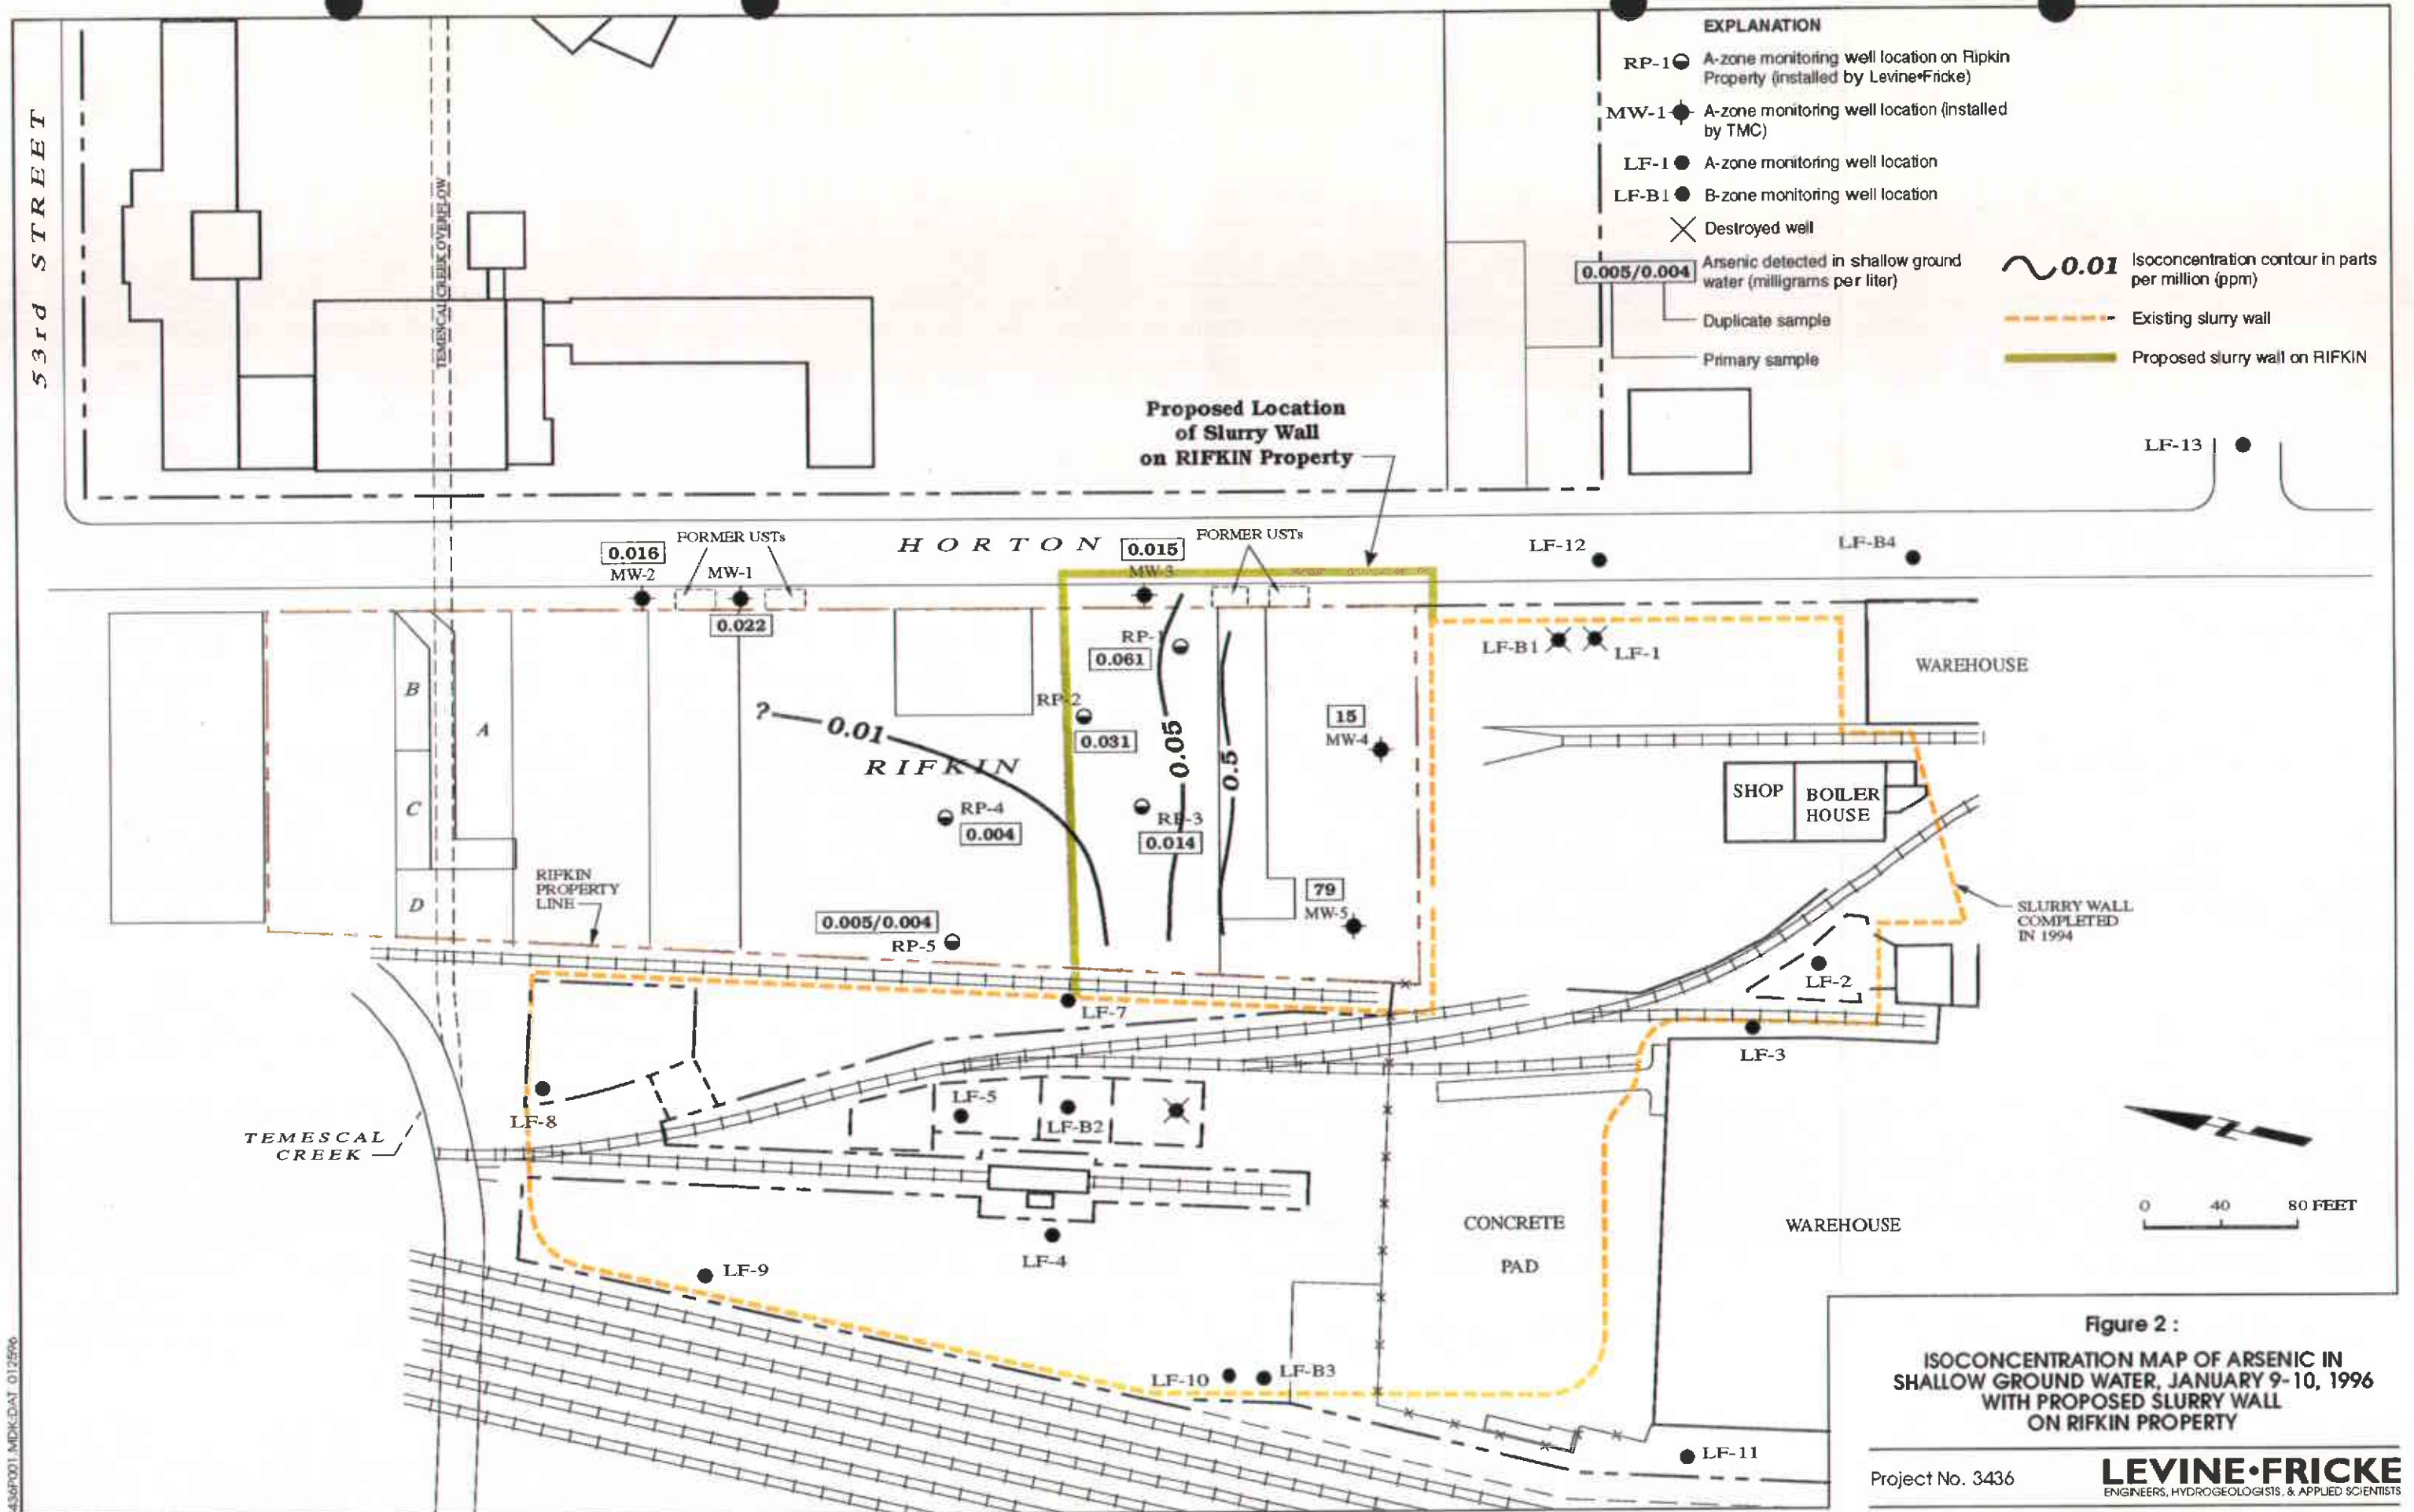 EXPLANATION
RP-1 A-zone monitoring well location on Ripkin
Property (installed by Levine•Fricke)
MW-1 A-zone monitoring well location (installed
by TMC)
LF-1 A-zone monitoring well location
LF-B1 B-zone monitoring well location
Destroyed well
0.005/0.004 Arsenic detected in shallow ground
water (milligrams per liter)
Duplicate sample
Primary sample
0.01 Isoconcentration contour in parts
per million (ppm)
Existing slurry wall
Proposed slurry wall on RIFKIN
53rd STREET
TEMESCAL CREEK OVERFLOW
Proposed Location
of Slurry Wall
on RIFKIN Property
LF-13
HORTON
0.016
MW-2
FORMER USTs
MW-1
0.022
0.015
MW-3
FORMER USTs
LF-12
LF-B4
RP-1
0.061
LF-B1
LF-1
WAREHOUSE
B
A
C
D
RP-2
0.031
? 0.01
RIFKIN
0.05
0.5
15
MW-4
RP-4
0.004
RP-3
0.014
SHOP
BOILER
HOUSE
RIFKIN
PROPERTY
LINE
0.005/0.004
RP-5
79
MW-5
SLURRY WALL
COMPLETED
IN 1994
LF-2
LF-7
LF-3
LF-8
LF-5
LF-B2
TEMESCAL
CREEK
LF-4
LF-9
CONCRETE
PAD
WAREHOUSE
0 40 80 FEET
LF-10
LF-B3
LF-11
Figure 2 :
ISOCONCENTRATION MAP OF ARSENIC IN
SHALLOW GROUND WATER, JANUARY 9-10, 1996
WITH PROPOSED SLURRY WALL
ON RIFKIN PROPERTY
Project No. 3436
LEVINE•FRICKE
ENGINEERS, HYDROGEOLOGISTS, & APPLIED SCIENTISTS
436P001.MDK:DAT 012596